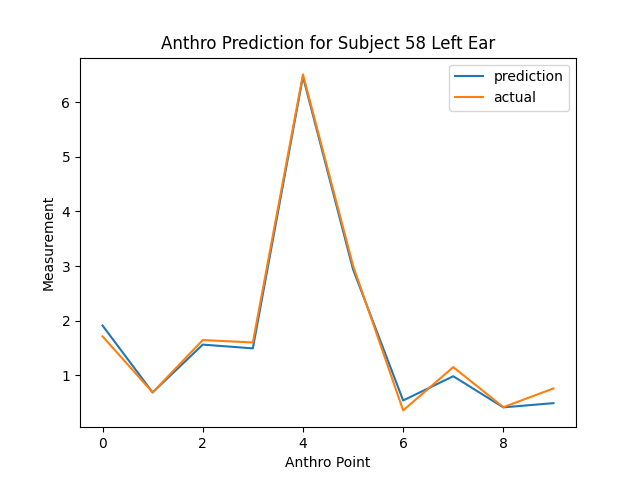 Anthro Prediction for Subject 58 Left Ear
prediction
actual
6
5
4
3
2
1
Measurement
0 2 4 6 8
Anthro Point